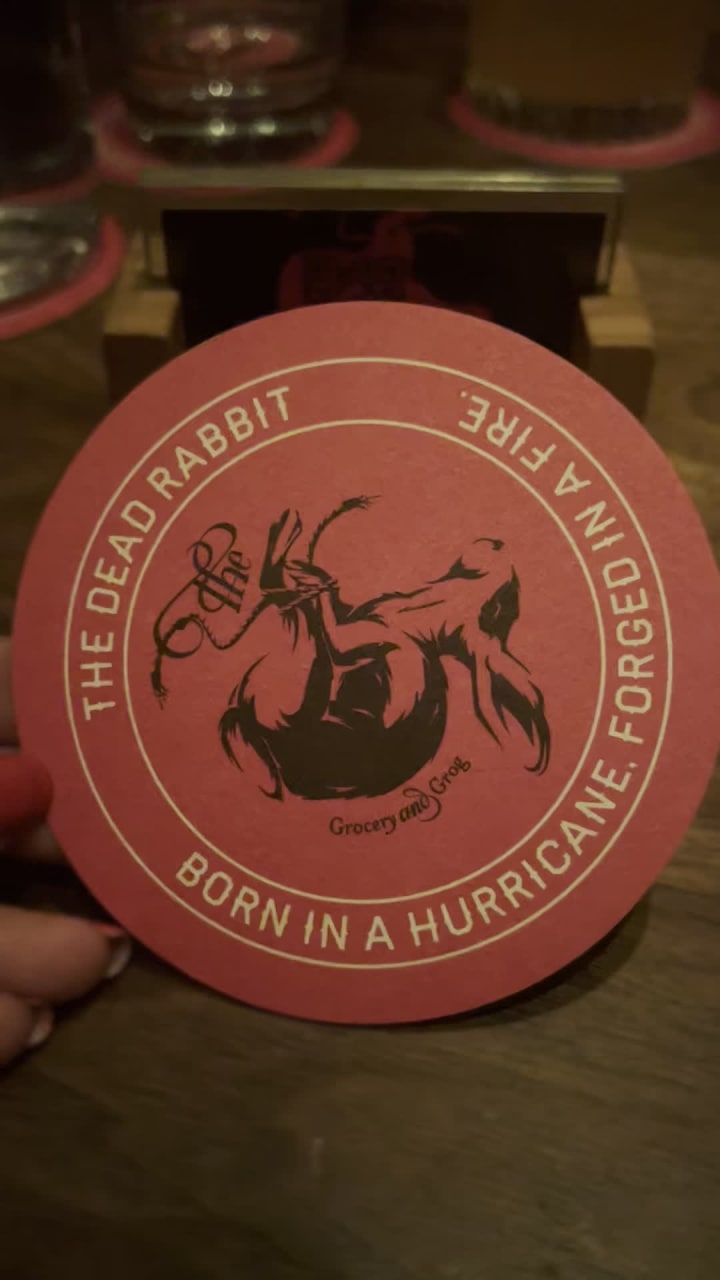 THE DEAD RABBIT
BORN IN A HURRICANE. FORGED IN A FIRE.
The
Grocery and Grog